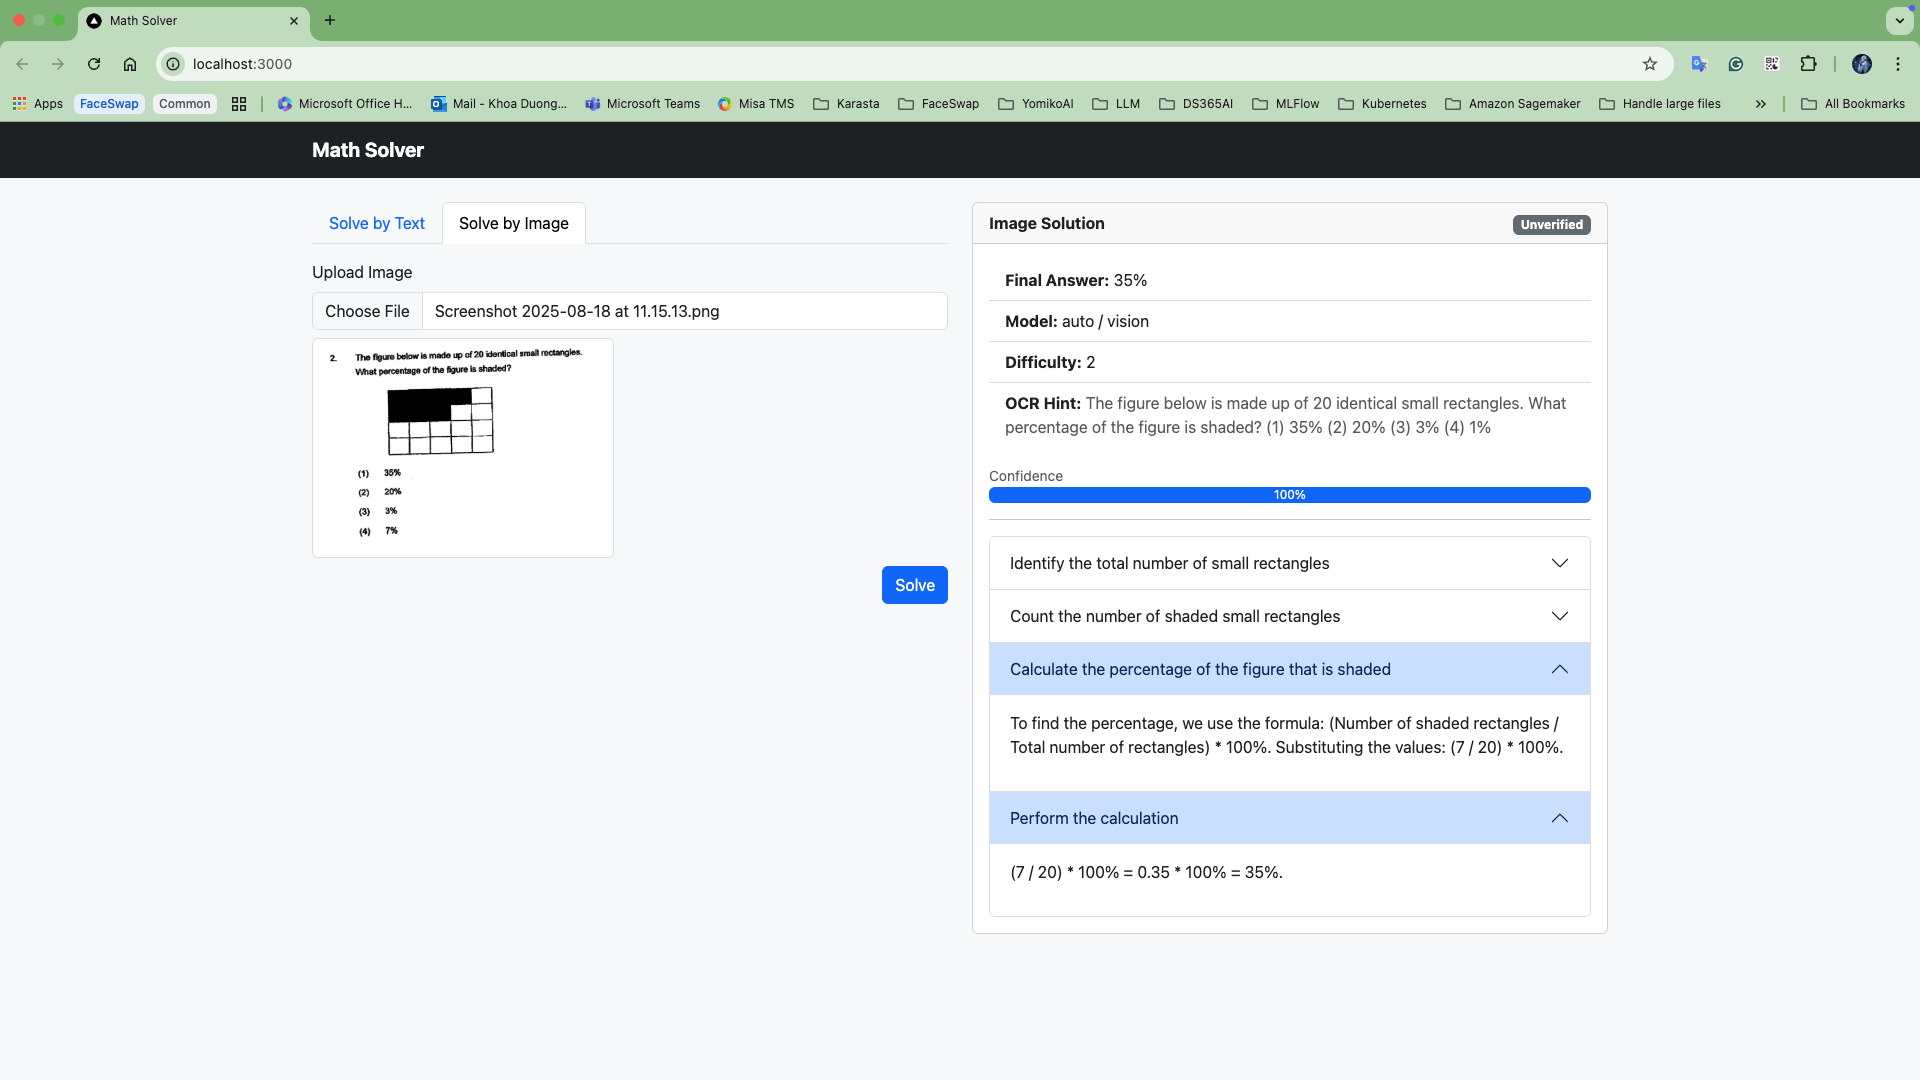 Math Solver
localhost:3000
Apps FaceSwap Common Microsoft Office H... Mail - Khoa Duong... Microsoft Teams Misa TMS Karasta FaceSwap YomikoAI LLM DS365AI MLFlow Kubernetes Amazon Sagemaker Handle large files » All Bookmarks
Math Solver
Solve by Text Solve by Image
Upload Image
Choose File Screenshot 2025-08-18 at 11.15.13.png
2. The figure below is made up of 20 identical small rectangles.
What percentage of the figure is shaded?
(1) 35%
(2) 20%
(3) 3%
(4) 7%
Solve
Image Solution Unverified
Final Answer: 35%
Model: auto / vision
Difficulty: 2
OCR Hint: The figure below is made up of 20 identical small rectangles. What
percentage of the figure is shaded? (1) 35% (2) 20% (3) 3% (4) 1%
Confidence
100%
Identify the total number of small rectangles
Count the number of shaded small rectangles
Calculate the percentage of the figure that is shaded
To find the percentage, we use the formula: (Number of shaded rectangles /
Total number of rectangles) * 100%. Substituting the values: (7 / 20) * 100%.
Perform the calculation
(7 / 20) * 100% = 0.35 * 100% = 35%.